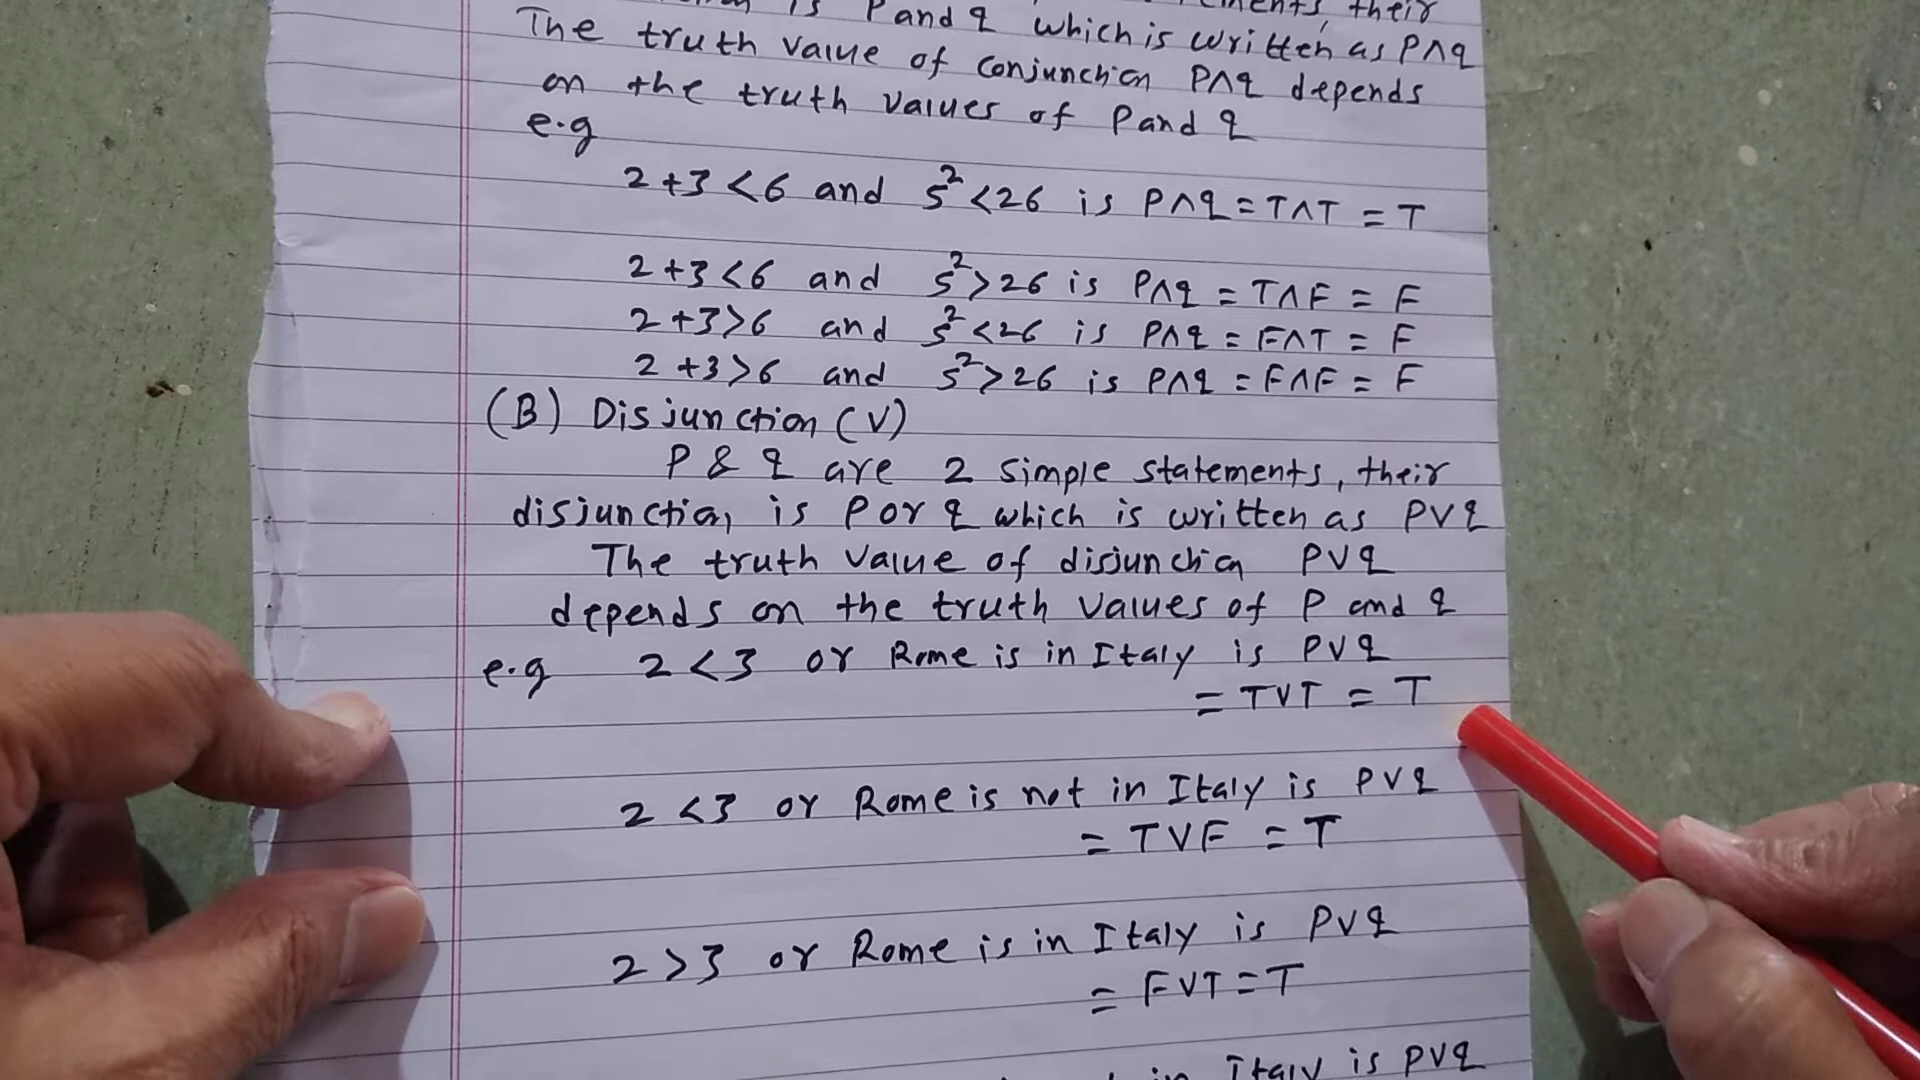 is P and q which is written as P∧q their
The truth value of conjunction P∧q depends
on the truth values of P and q
e.g
2+3<6 and 5²<26 is P∧q = T∧T = T
2+3<6 and 5²>26 is P∧q = T∧F = F
2+3>6 and 5²<26 is P∧q = F∧T = F
2+3>6 and 5²>26 is P∧q = F∧F = F
(B) Disjunction (V)
P & q are 2 simple statements, their
disjunction, is P or q which is written as PVq
The truth value of disjunction PVq
depends on the truth values of P and q
e.g 2<3 or Rome is in Italy is PVq
= TVT = T
2<3 or Rome is not in Italy is PVq
= TVF = T
2>3 or Rome is in Italy is PVq
= FVT = T
in Italy is PVq